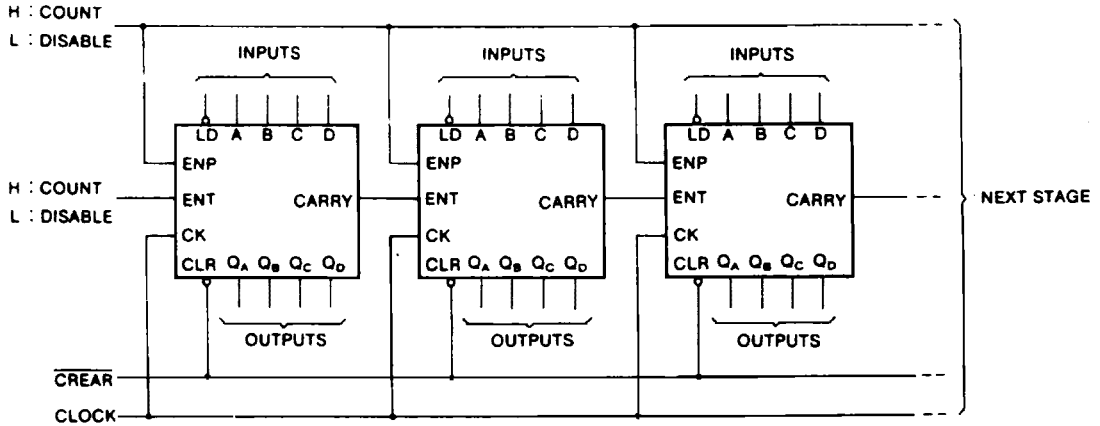 H : COUNT
L : DISABLE
INPUTS INPUTS INPUTS
LD A B C D LD A B C D LD A B C D
ENP ENP ENP
H : COUNT
L : DISABLE
ENT CARRY ENT CARRY ENT CARRY
NEXT STAGE
CK CK CK
CLR QA QB QC QD CLR QA QB QC QD CLR QA QB QC QD
OUTPUTS OUTPUTS OUTPUTS
CREAR
CLOCK